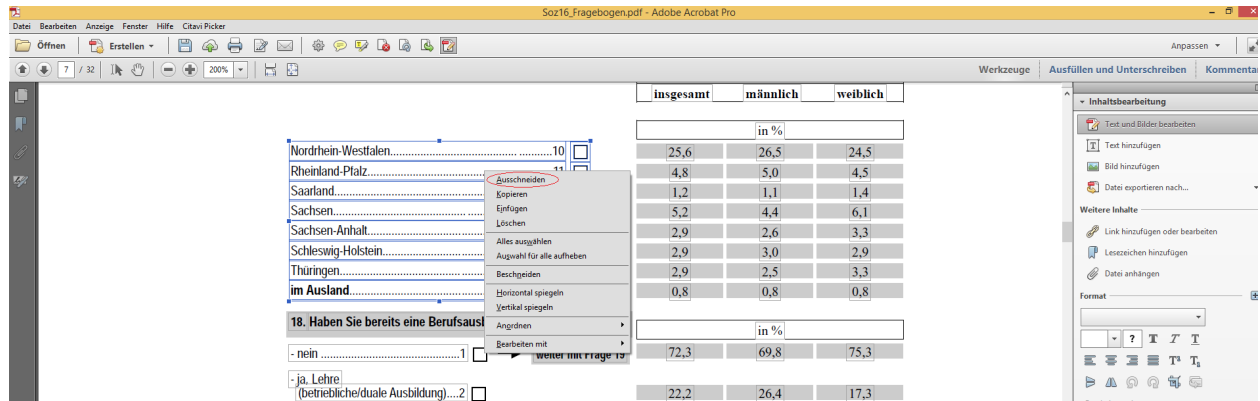 Soz16_Fragebogen.pdf - Adobe Acrobat Pro
Datei Bearbeiten Anzeige Fenster Hilfe Citavi Picker
Öffnen Erstellen Anpassen
7 / 32 200% Werkzeuge Ausfüllen und Unterschreiben Kommentar
insgesamt männlich weiblich
in %
Nordrhein-Westfalen.................................................. ...........10 25,6 26,5 24,5
Rheinland-Pfalz.......................................... 11 4,8 5,0 4,5
Saarland.................................................. 1,2 1,1 1,4
Sachsen............................................. ...... 5,2 4,4 6,1
Sachsen-Anhalt.......................................... 2,9 2,6 3,3
Schleswig-Holstein..................................... 2,9 3,0 2,9
Thüringen............................................ ...... 2,9 2,5 3,3
im Ausland............................................... 0,8 0,8 0,8
18. Haben Sie bereits eine
in %
- nein ..................................................1 weiter mit Frage 19 72,3 69,8 75,3
- ja, Lehre
(betriebliche/duale Ausbildung)....2 22,2 26,4 17,3
Ausschneiden
Kopieren
Einfügen
Löschen
Alles auswählen
Auswahl für alle aufheben
Beschneiden
Horizontal spiegeln
Vertikal spiegeln
Anordnen
Bearbeiten mit
Inhaltsbearbeitung
Text und Bilder bearbeiten
Text hinzufügen
Bild hinzufügen
Datei exportieren nach...
Weitere Inhalte
Link hinzufügen oder bearbeiten
Lesezeichen hinzufügen
Datei anhängen
Format